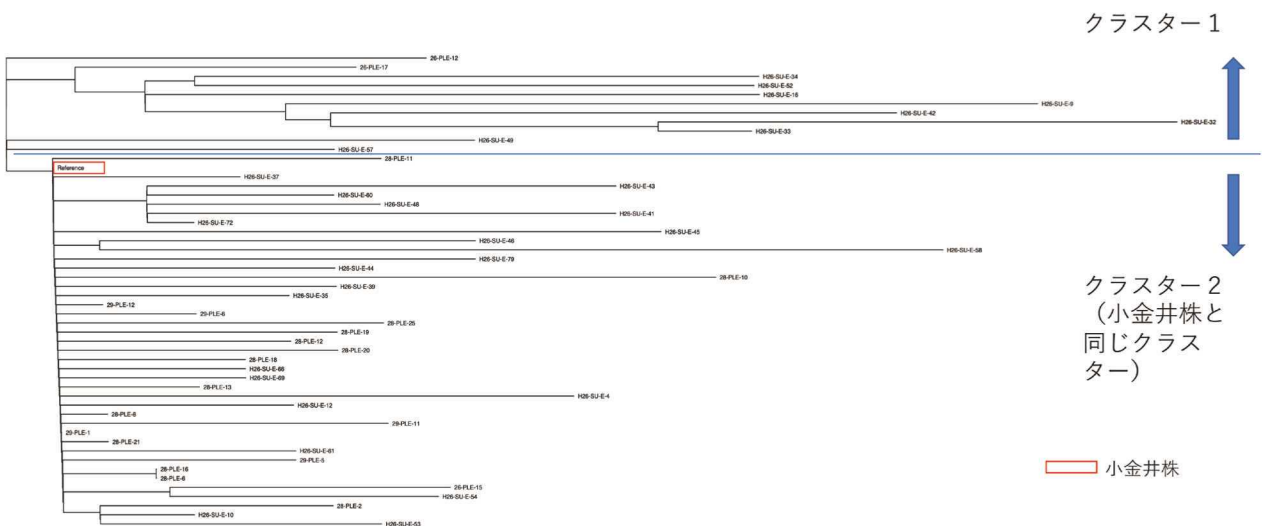 クラスター 1
26-PLE-12
26-PLE-17
H26-SU-E-34
H26-SU-E-52
H26-SU-E-16
H26-SU-E-9
H26-SU-E-42
H26-SU-E-32
H26-SU-E-33
H26-SU-E-49
H26-SU-E-57
28-PLE-11
Reference
H26-SU-E-37
H26-SU-E-43
H26-SU-E-60
H26-SU-E-48
H26-SU-E-41
H26-SU-E-72
H26-SU-E-45
H26-SU-E-46
H26-SU-E-58
H26-SU-E-79
H26-SU-E-44
28-PLE-10
H26-SU-E-39
H26-SU-E-35
29-PLE-12
29-PLE-6
28-PLE-25
28-PLE-19
28-PLE-12
28-PLE-20
28-PLE-18
H26-SU-E-66
H26-SU-E-69
28-PLE-13
H26-SU-E-4
H26-SU-E-12
28-PLE-8
29-PLE-11
29-PLE-1
28-PLE-21
H26-SU-E-61
29-PLE-5
28-PLE-16
28-PLE-6
26-PLE-15
H26-SU-E-54
28-PLE-2
H26-SU-E-10
H26-SU-E-53
クラスター 2
（小金井株と
同じクラス
ター）
小金井株